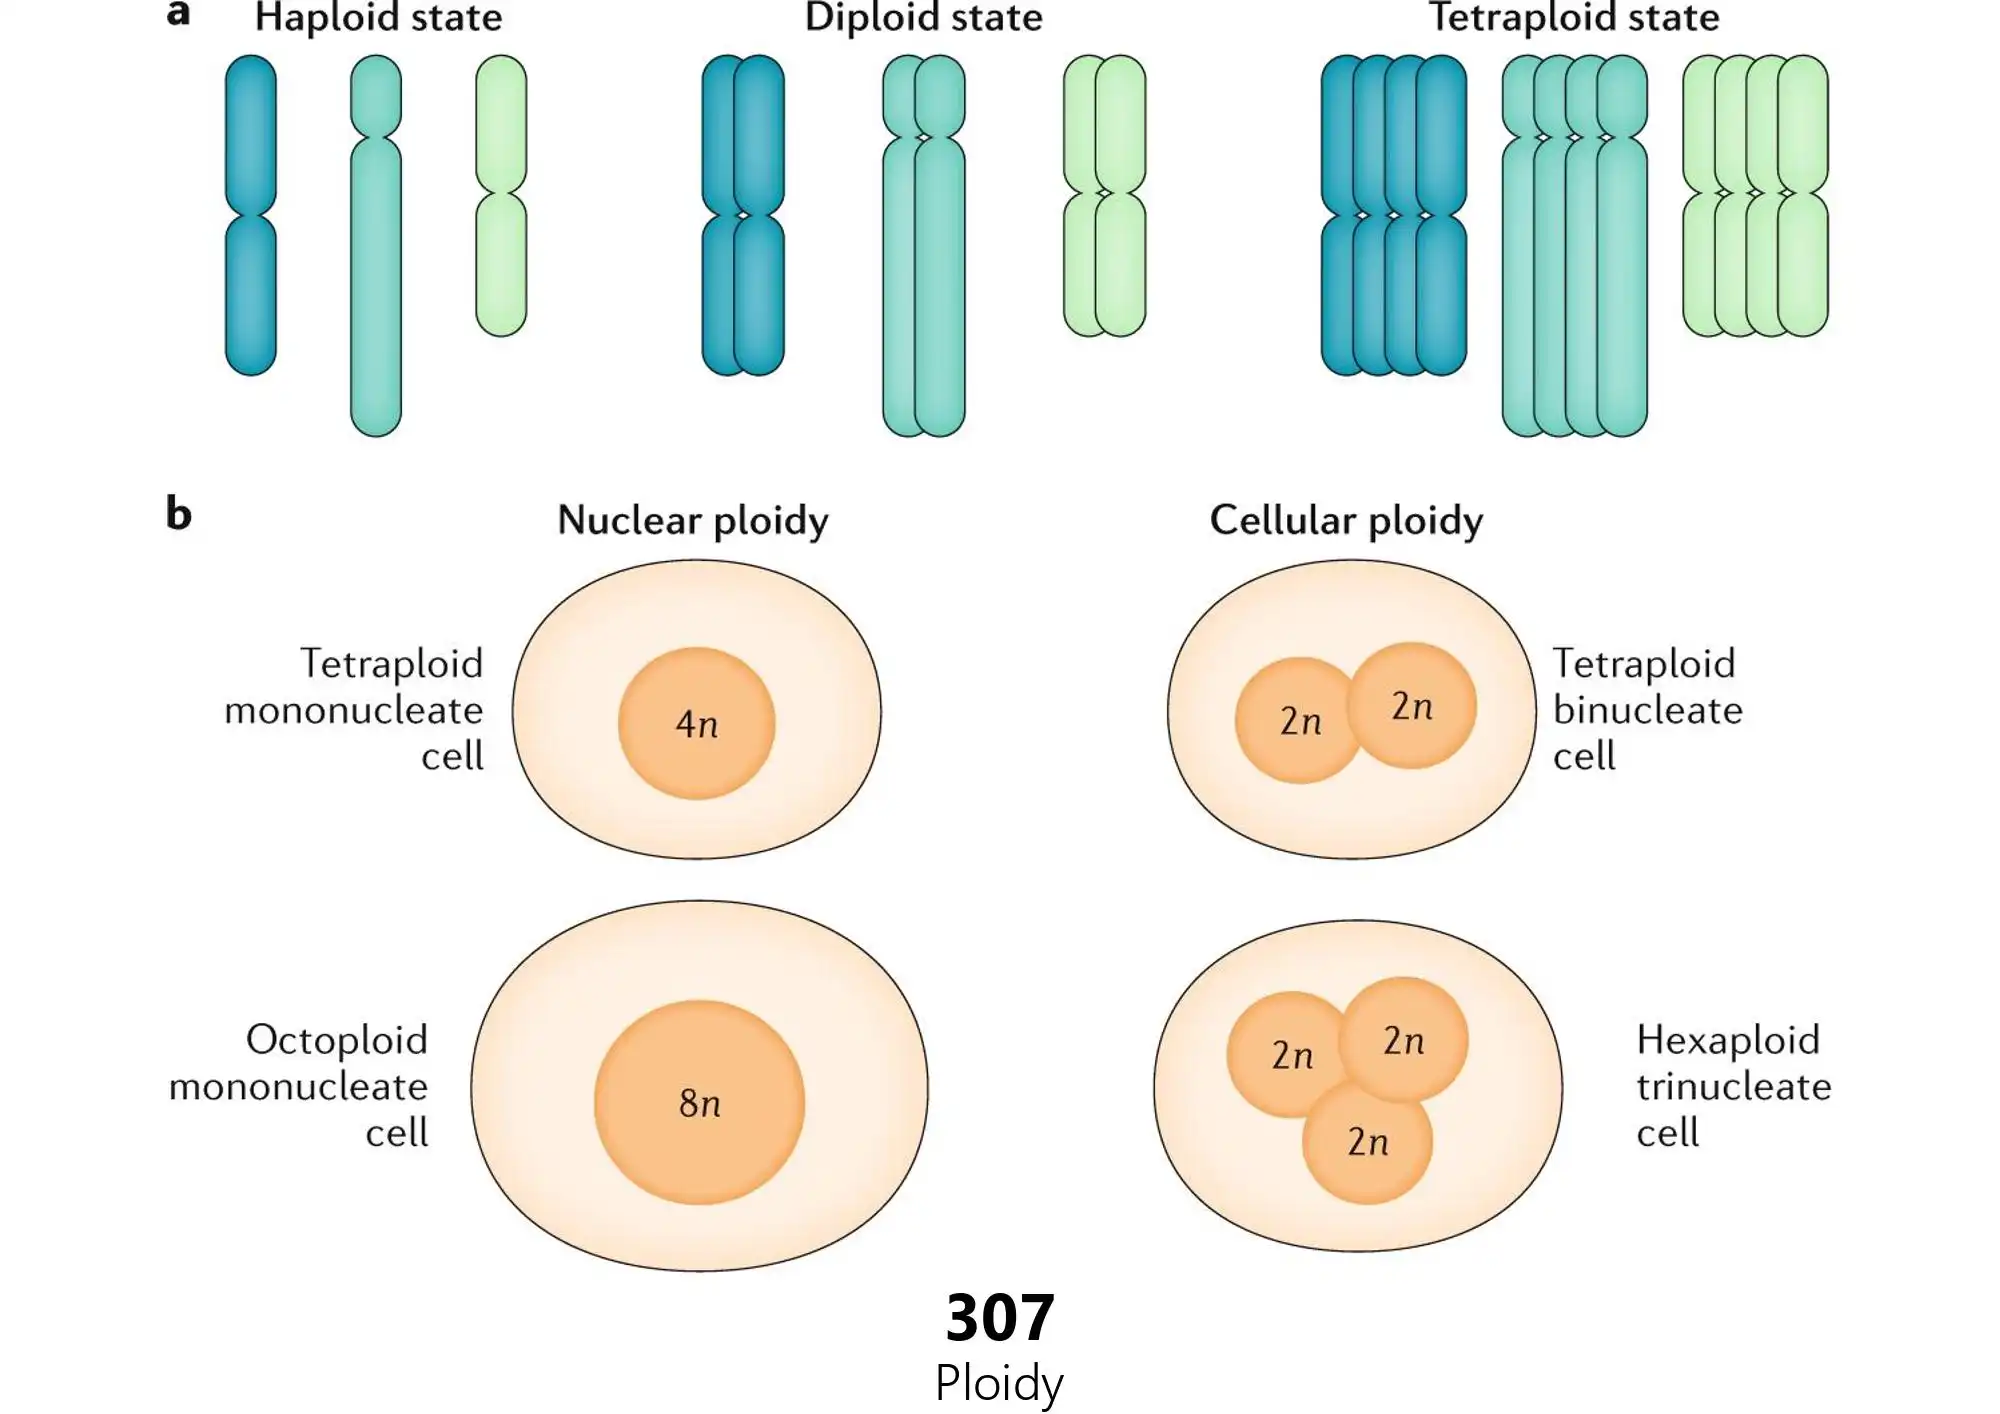 a
Haploid state
Diploid state
Tetraploid state
b
Nuclear ploidy
Cellular ploidy
Tetraploid
mononucleate
cell
4n
2n
2n
Tetraploid
binucleate
cell
Octoploid
mononucleate
cell
8n
2n
2n
2n
Hexaploid
trinucleate
cell
307
Ploidy